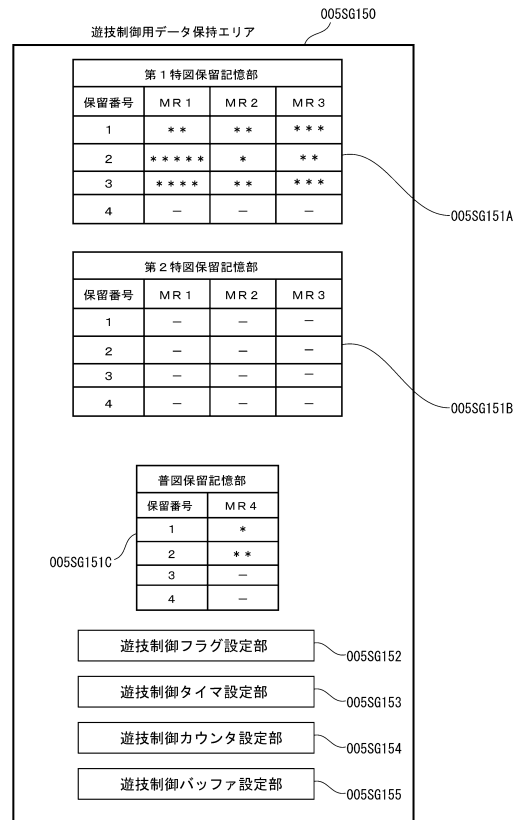 005SG150
遊技制御用データ保持エリア
第1特図保留記憶部
保留番号 MR1 MR2 MR3
1 ** ** ***
2 ***** * **
3 **** ** ***
4 － － －
005SG151A
第2特図保留記憶部
保留番号 MR1 MR2 MR3
1 － － －
2 － － －
3 － － －
4 － － －
005SG151B
普図保留記憶部
保留番号 MR4
1 *
2 **
3 －
4 －
005SG151C
遊技制御フラグ設定部
005SG152
遊技制御タイマ設定部
005SG153
遊技制御カウンタ設定部
005SG154
遊技制御バッファ設定部
005SG155